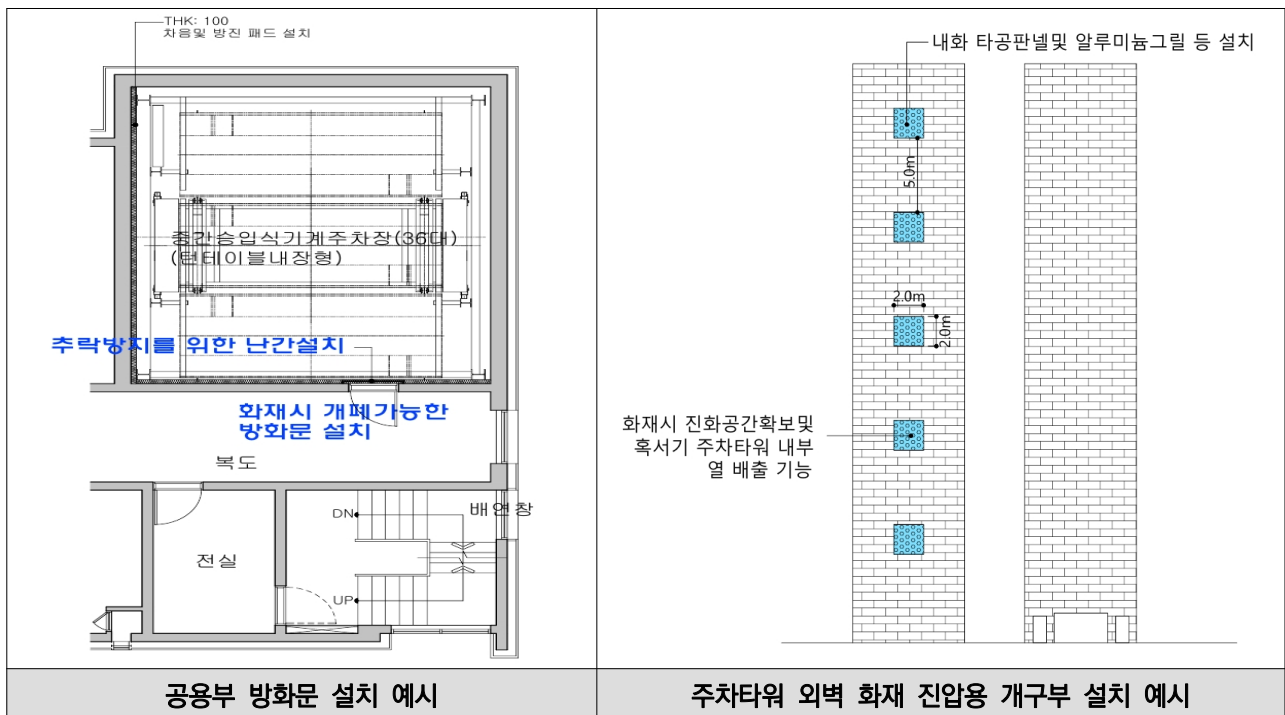 THK: 100
차음및 방진 패드 설치
중간승입식기계주차장(36대)
(턴테이블내장형)
추락방지를 위한 난간설치
화재시 개폐가능한
방화문 설치
복도
DN
배연창
전실
UP
공용부 방화문 설치 예시
내화 타공판넬및 알루미늄그릴 등 설치
5.0m
2.0m
2.0m
화재시 진화공간확보및
혹서기 주차타워 내부
열 배출 기능
주차타워 외벽 화재 진압용 개구부 설치 예시